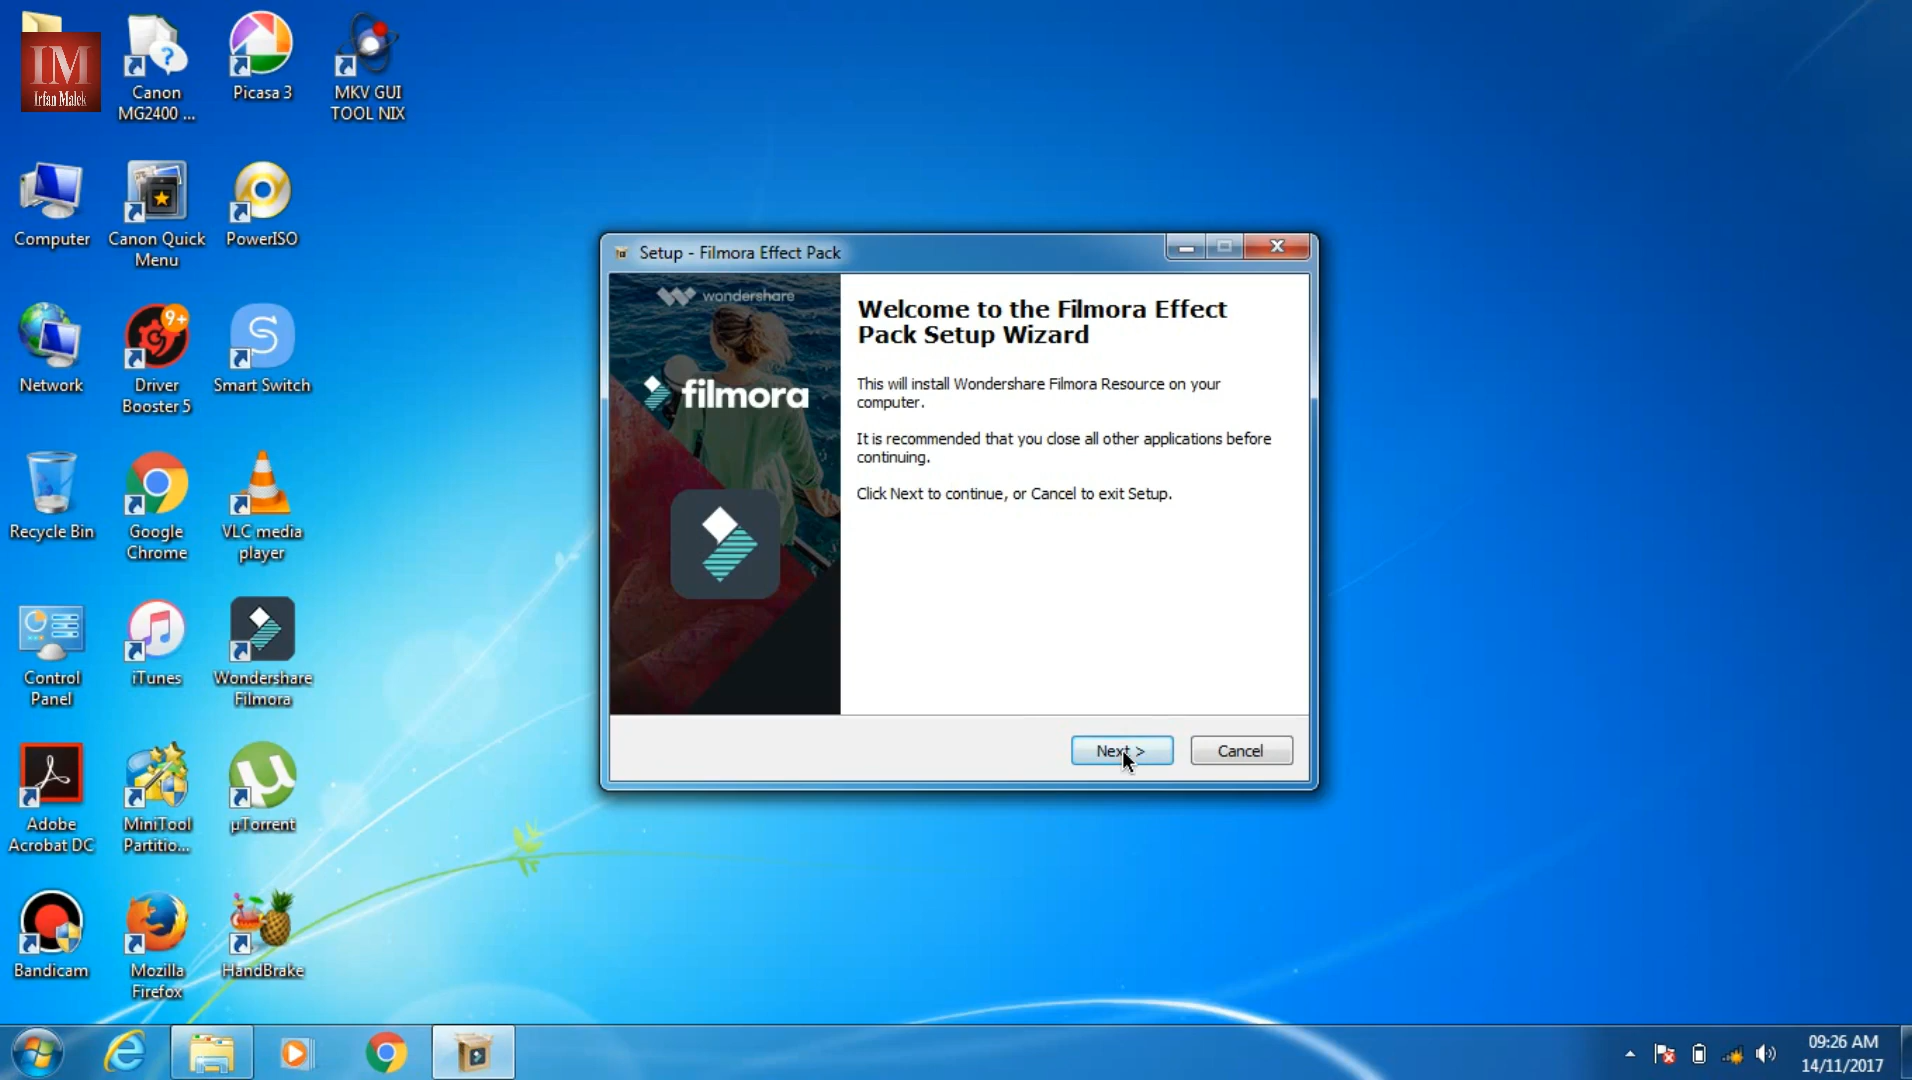 IM
Irfan Malek
Canon
MG2400 ...
Picasa 3
MKV GUI
TOOL NIX
Computer
Canon Quick
Menu
PowerISO
Network
9+
Driver
Booster 5
S
Smart Switch
Recycle Bin
Google
Chrome
VLC media
player
Control
Panel
iTunes
Wondershare
Filmora
Adobe
Acrobat DC
MiniTool
Partitio...
µ
µTorrent
Bandicam
Mozilla
Firefox
HandBrake
Setup - Filmora Effect Pack
wondershare
filmora
Welcome to the Filmora Effect
Pack Setup Wizard
This will install Wondershare Filmora Resource on your
computer.
It is recommended that you close all other applications before
continuing.
Click Next to continue, or Cancel to exit Setup.
Next >
Cancel
09:26 AM
14/11/2017